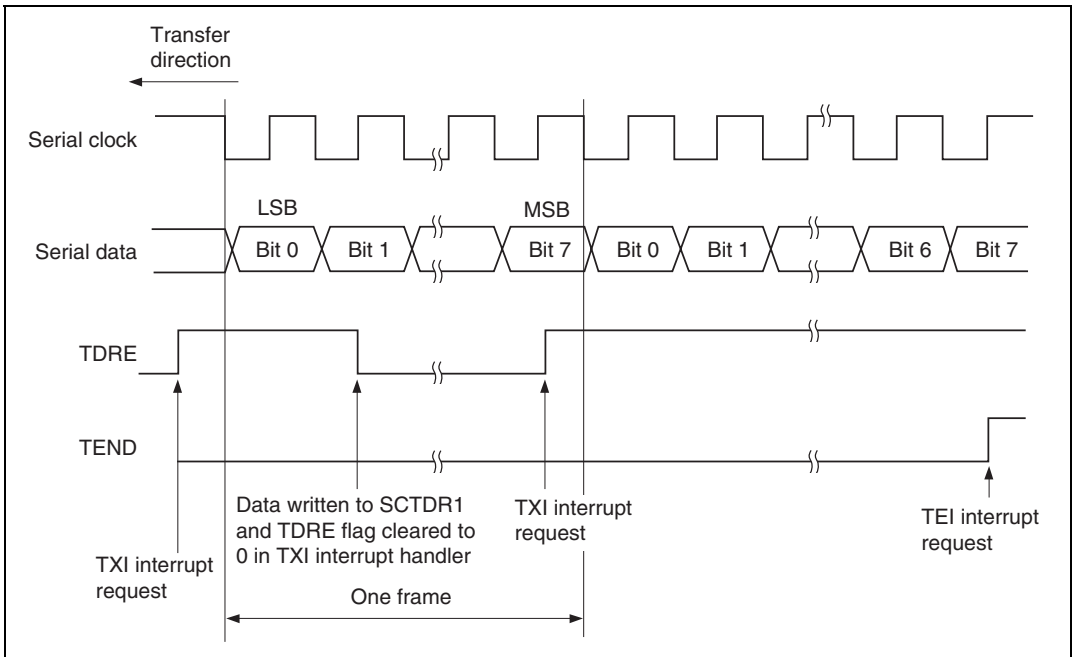 Transfer
direction
Serial clock
LSB
MSB
Serial data
Bit 0
Bit 1
Bit 7
Bit 0
Bit 1
Bit 6
Bit 7
TDRE
TEND
Data written to SCTDR1
and TDRE flag cleared to
0 in TXI interrupt handler
TXI interrupt
request
TEI interrupt
request
TXI interrupt
request
One frame